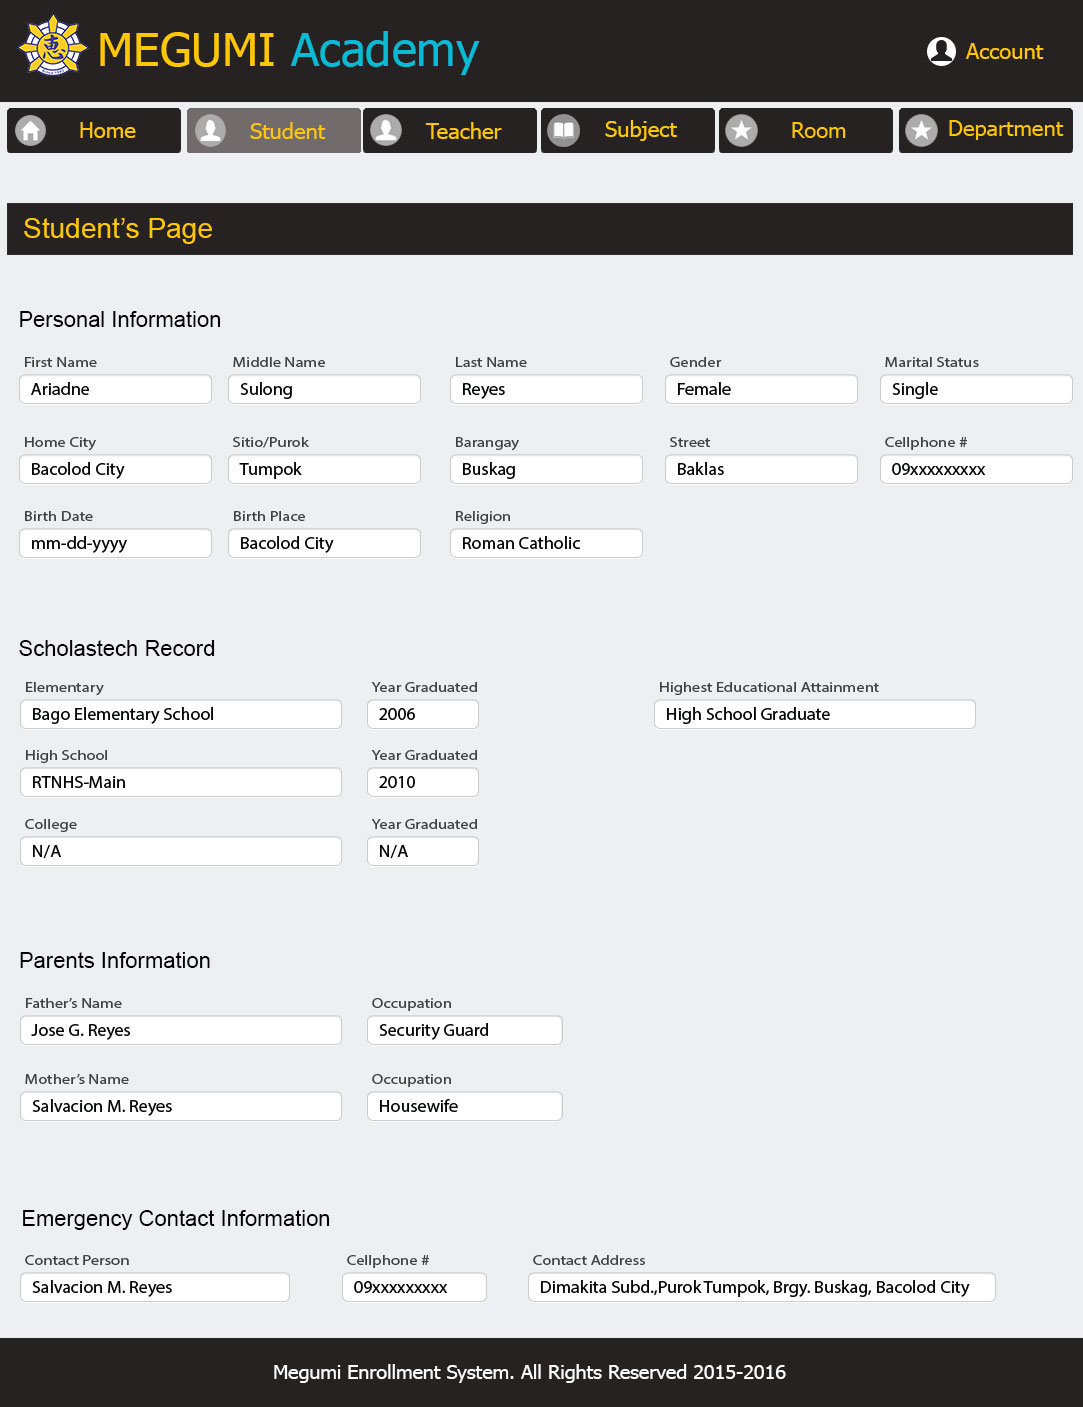 MEGUMI Academy
Account
Home Student Teacher Subject Room Department
Student’s Page
Personal Information
First Name Middle Name Last Name Gender Marital Status
Ariadne Sulong Reyes Female Single
Home City Sitio/Purok Barangay Street Cellphone #
Bacolod City Tumpok Buskag Baklas 09xxxxxxxxx
Birth Date Birth Place Religion
mm-dd-yyyy Bacolod City Roman Catholic
Scholastech Record
Elementary Year Graduated Highest Educational Attainment
Bago Elementary School 2006 High School Graduate
High School Year Graduated
RTNHS-Main 2010
College Year Graduated
N/A N/A
Parents Information
Father’s Name Occupation
Jose G. Reyes Security Guard
Mother’s Name Occupation
Salvacion M. Reyes Housewife
Emergency Contact Information
Contact Person Cellphone # Contact Address
Salvacion M. Reyes 09xxxxxxxxx Dimakita Subd.,Purok Tumpok, Brgy. Buskag, Bacolod City
Megumi Enrollment System. All Rights Reserved 2015-2016